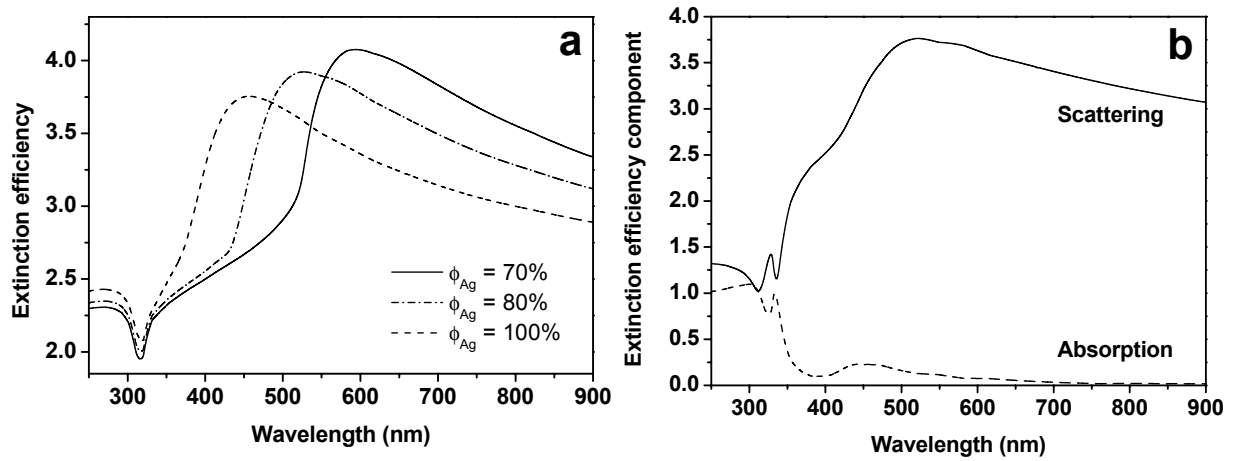 a
Extinction efficiency
4.0
3.5
3.0
2.5
2.0
ϕAg = 70%
ϕAg = 80%
ϕAg = 100%
300 400 500 600 700 800 900
Wavelength (nm)
b
Extinction efficiency component
4.0
3.5
3.0
2.5
2.0
1.5
1.0
0.5
0.0
Scattering
Absorption
300 400 500 600 700 800 900
Wavelength (nm)